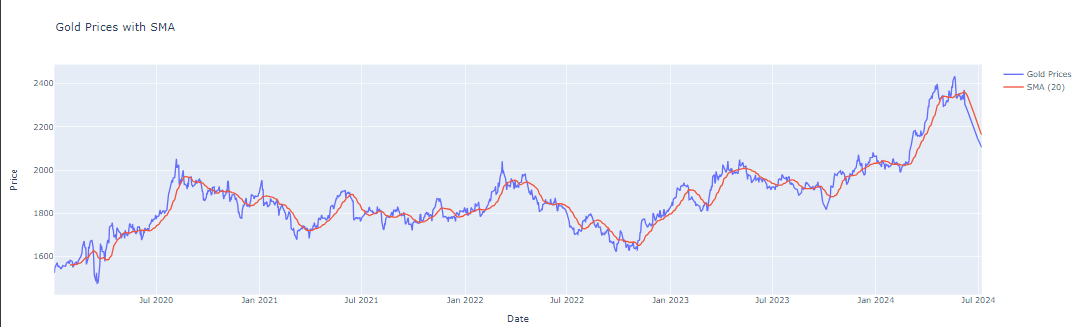 Gold Prices with SMA
Gold Prices
SMA (20)
2400
2200
2000
1800
1600
Price
Jul 2020
Jan 2021
Jul 2021
Jan 2022
Jul 2022
Jan 2023
Jul 2023
Jan 2024
Jul 2024
Date